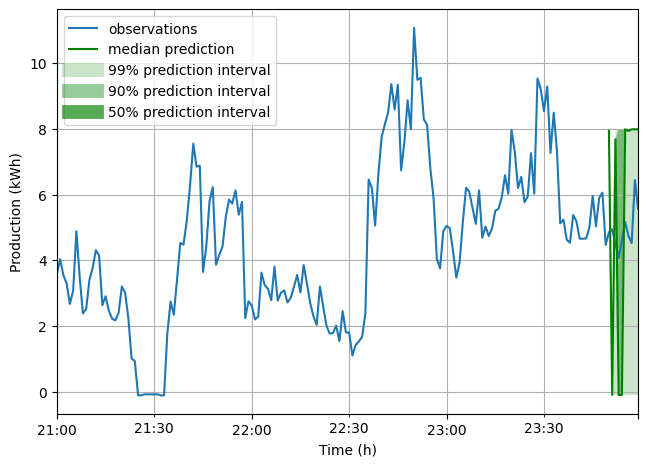 observations
median prediction
99% prediction interval
90% prediction interval
50% prediction interval
10
8
6
4
2
0
Production (kWh)
21:00
21:30
22:00
22:30
23:00
23:30
Time (h)